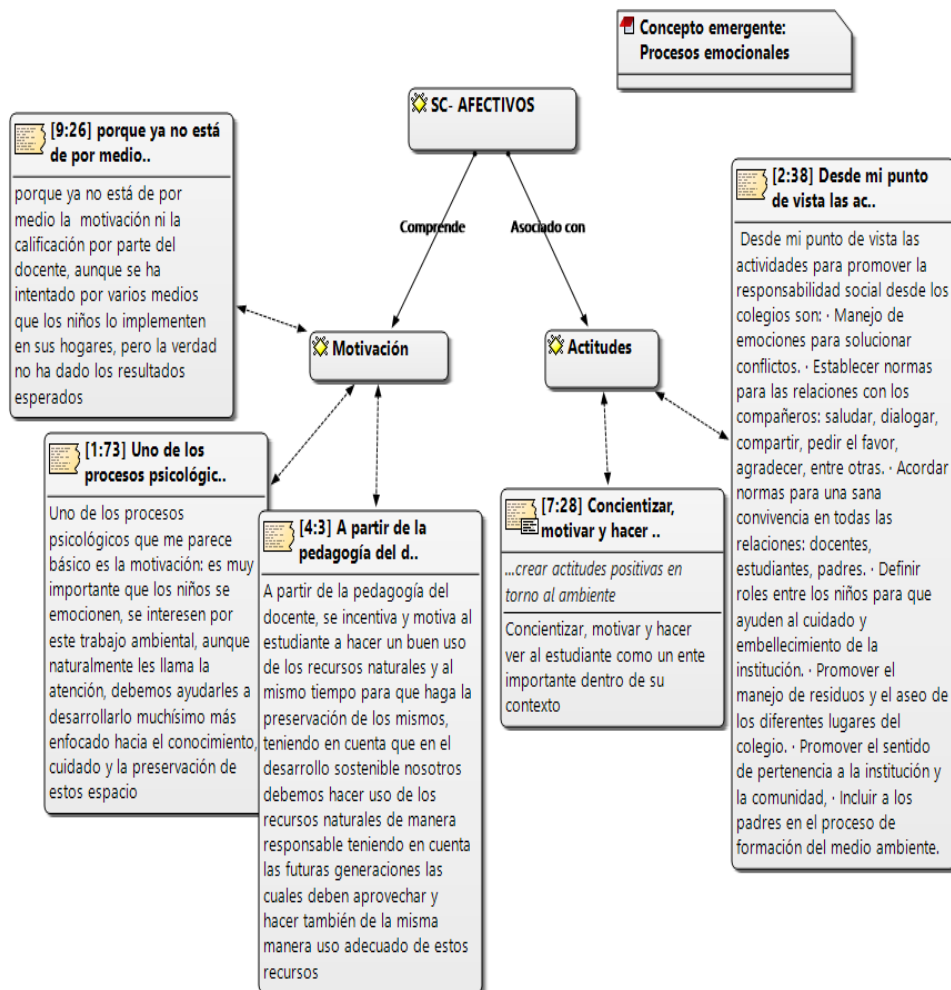 Concepto emergente:
Procesos emocionales
SC- AFECTIVOS
Comprende
Asociado con
[9:26] porque ya no está
de por medio..
porque ya no está de por
medio la motivación ni la
calificación por parte del
docente, aunque se ha
intentado por varios medios
que los niños lo implementen
en sus hogares, pero la verdad
no ha dado los resultados
esperados
Motivación
Actitudes
[2:38] Desde mi punto
de vista las ac..
Desde mi punto de vista las
actividades para promover la
responsabilidad social desde los
colegios son: · Manejo de
emociones para solucionar
conflictos. · Establecer normas
para las relaciones con los
compañeros: saludar, dialogar,
compartir, pedir el favor,
agradecer, entre otras. · Acordar
normas para una sana
convivencia en todas las
relaciones: docentes,
estudiantes, padres. · Definir
roles entre los niños para que
ayuden al cuidado y
embellecimiento de la
institución. · Promover el
manejo de residuos y el aseo de
los diferentes lugares del
colegio. · Promover el sentido
de pertenencia a la institución y
la comunidad, · Incluir a los
padres en el proceso de
formación del medio ambiente.
[1:73] Uno de los
procesos psicológic..
Uno de los procesos
psicológicos que me parece
básico es la motivación: es muy
importante que los niños se
emocionen, se interesen por
este trabajo ambiental, aunque
naturalmente les llama la
atención, debemos ayudarles a
desarrollarlo muchísimo más
enfocado hacia el conocimiento,
cuidado y la preservación de
estos espacio
[4:3] A partir de la
pedagogía del d..
A partir de la pedagogía del
docente, se incentiva y motiva al
estudiante a hacer un buen uso
de los recursos naturales y al
mismo tiempo para que haga la
preservación de los mismos,
teniendo en cuenta que en el
desarrollo sostenible nosotros
debemos hacer uso de los
recursos naturales de manera
responsable teniendo en cuenta
las futuras generaciones las
cuales deben aprovechar y
hacer también de la misma
manera uso adecuado de estos
recursos
[7:28] Concientizar,
motivar y hacer ..
...crear actitudes positivas en
torno al ambiente
Concientizar, motivar y hacer
ver al estudiante como un ente
importante dentro de su
contexto